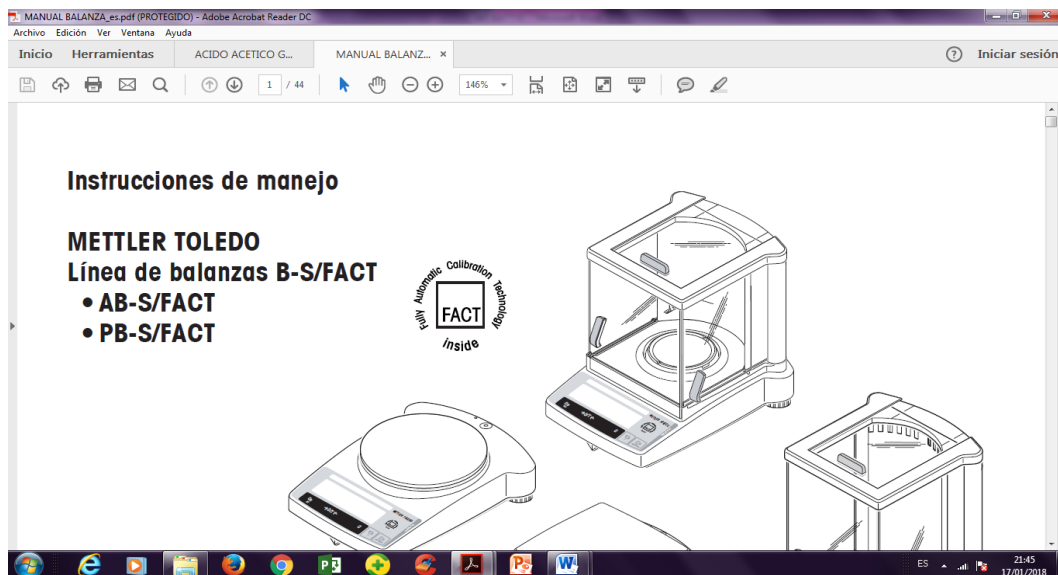 MANUAL BALANZA_es.pdf (PROTEGIDO) - Adobe Acrobat Reader DC
Archivo Edición Ver Ventana Ayuda
Inicio Herramientas ACIDO ACETICO G... MANUAL BALANZ... × ? Iniciar sesión
1 / 44 146%
Instrucciones de manejo
METTLER TOLEDO
Línea de balanzas B-S/FACT
• AB-S/FACT
• PB-S/FACT
Fully Automatic Calibration Technology
FACT
inside
ES 21:45
17/01/2018